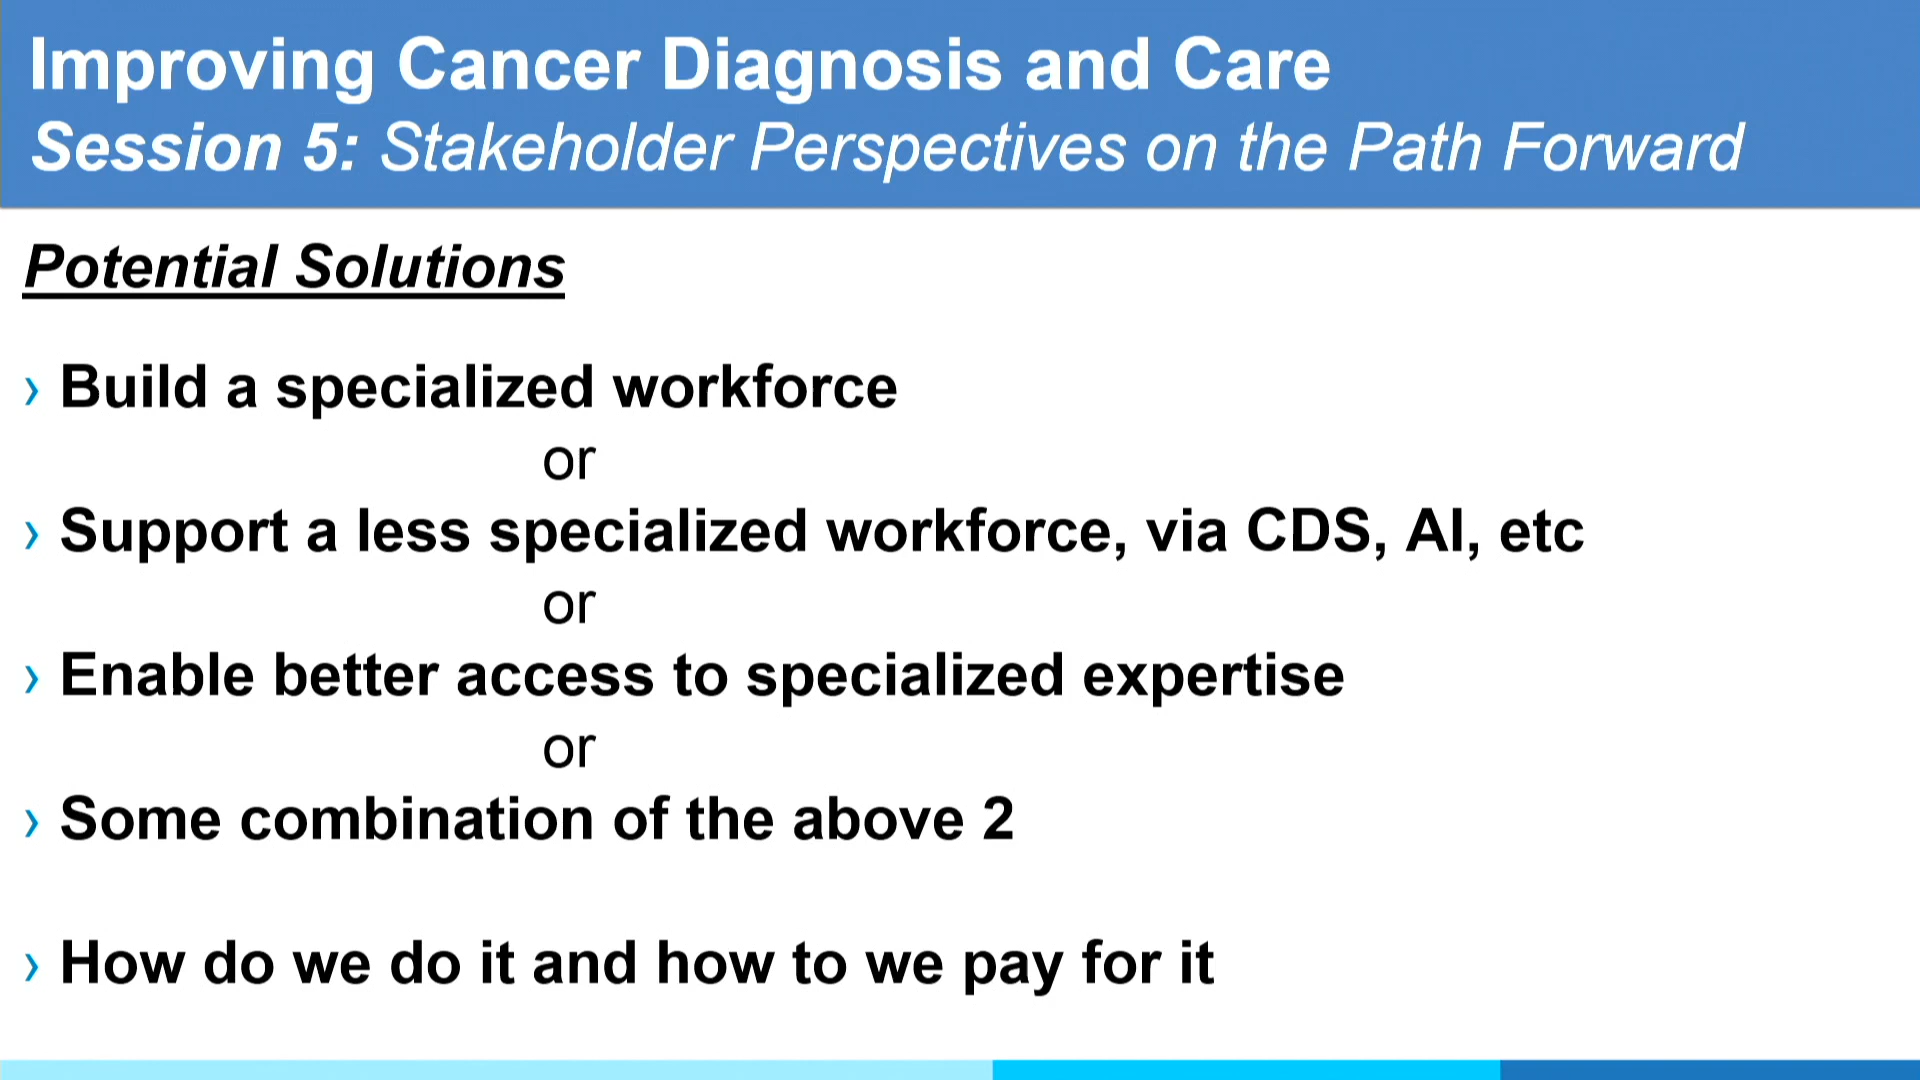 Improving Cancer Diagnosis and Care
Session 5: Stakeholder Perspectives on the Path Forward
Potential Solutions
› Build a specialized workforce
or
› Support a less specialized workforce, via CDS, AI, etc
or
› Enable better access to specialized expertise
or
› Some combination of the above 2
› How do we do it and how to we pay for it